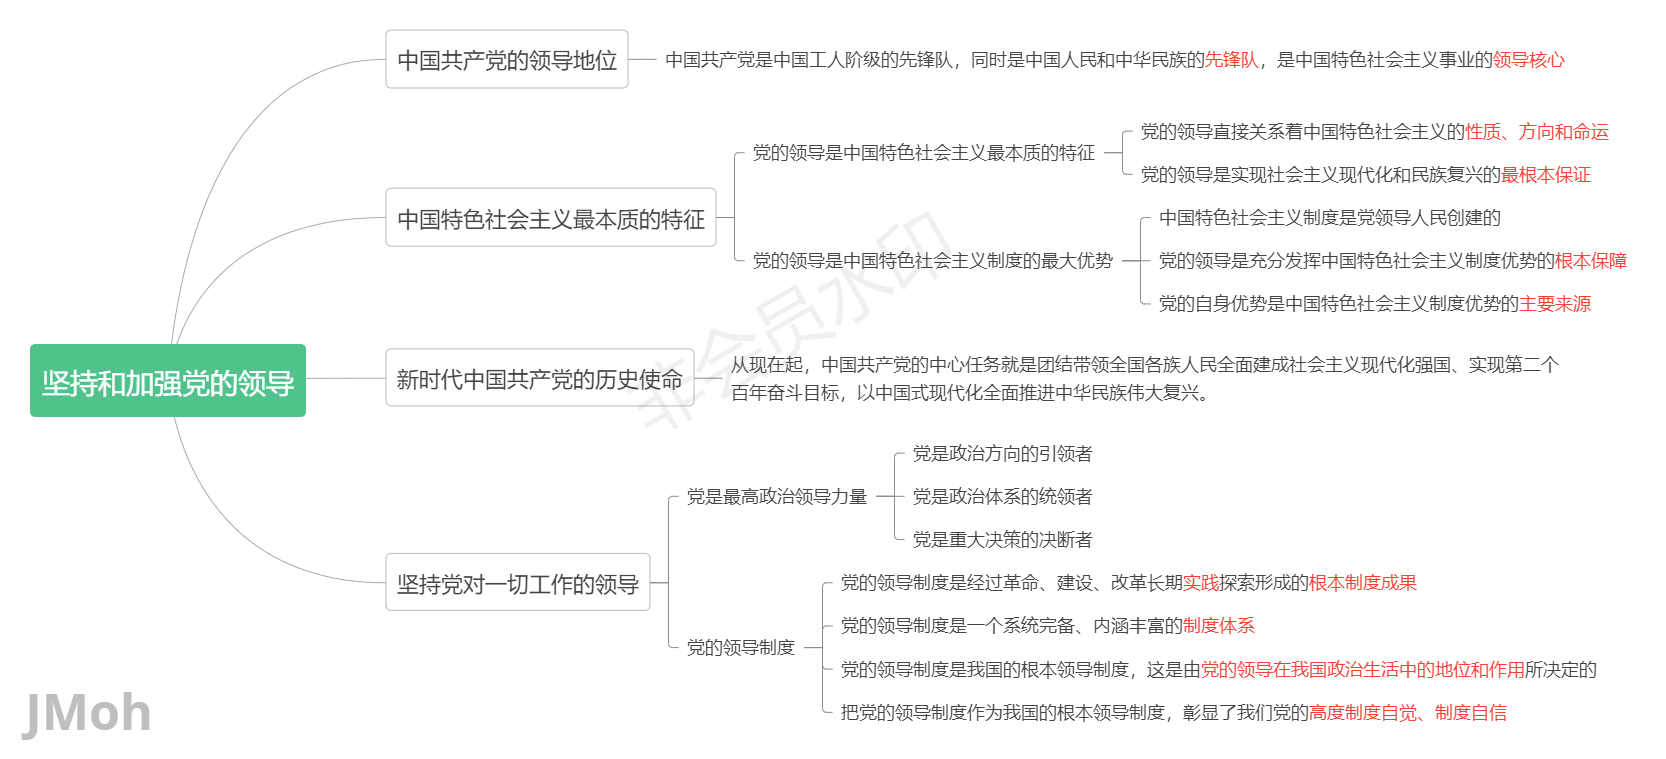 坚持和加强党的领导
中国共产党的领导地位
中国共产党是中国工人阶级的先锋队，同时是中国人民和中华民族的先锋队，是中国特色社会主义事业的领导核心
中国特色社会主义最本质的特征
党的领导是中国特色社会主义最本质的特征
党的领导直接关系着中国特色社会主义的性质、方向和命运
党的领导是实现社会主义现代化和民族复兴的最根本保证
党的领导是中国特色社会主义制度的最大优势
中国特色社会主义制度是党领导人民创建的
党的领导是充分发挥中国特色社会主义制度优势的根本保障
党的自身优势是中国特色社会主义制度优势的主要来源
新时代中国共产党的历史使命
从现在起，中国共产党的中心任务就是团结带领全国各族人民全面建成社会主义现代化强国、实现第二个
百年奋斗目标，以中国式现代化全面推进中华民族伟大复兴。
坚持党对一切工作的领导
党是最高政治领导力量
党是政治方向的引领者
党是政治体系的统领者
党是重大决策的决断者
党的领导制度
党的领导制度是经过革命、建设、改革长期实践探索形成的根本制度成果
党的领导制度是一个系统完备、内涵丰富的制度体系
党的领导制度是我国的根本领导制度，这是由党的领导在我国政治生活中的地位和作用所决定的
把党的领导制度作为我国的根本领导制度，彰显了我们党的高度制度自觉、制度自信
非会员水印
JMoh